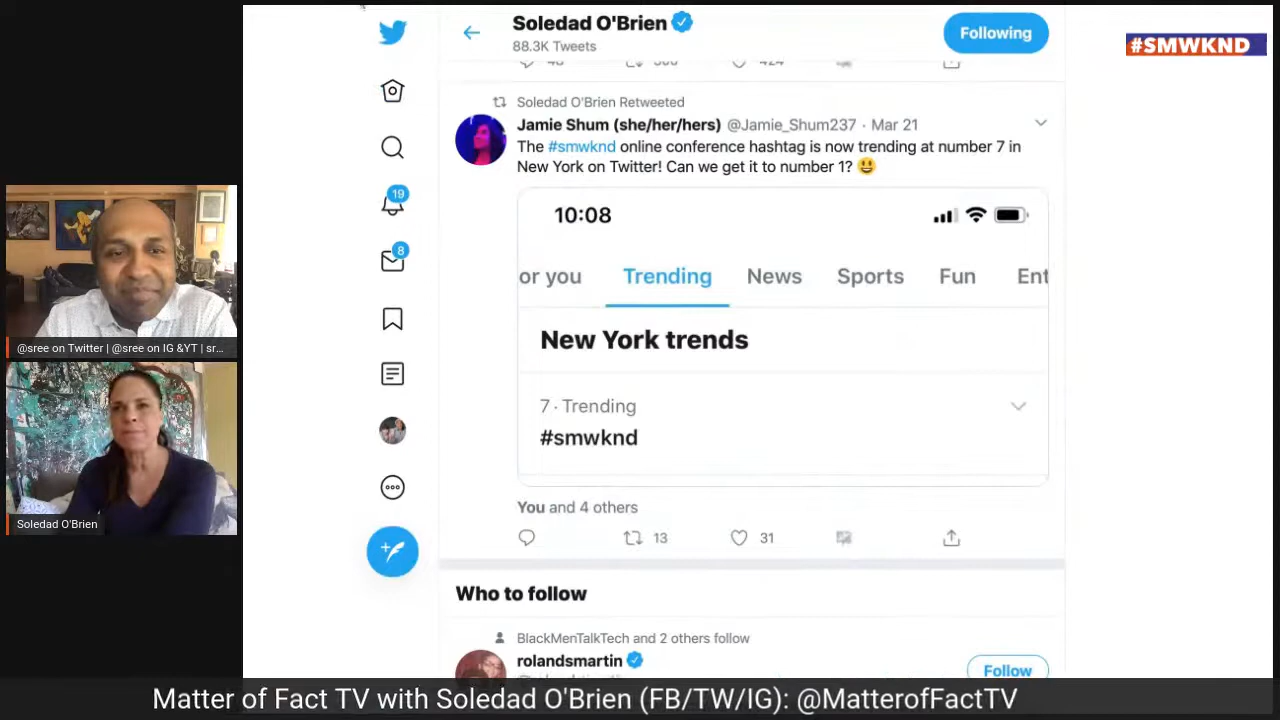 Soledad O'Brien
88.3K Tweets
Following
#SMWKND
Soledad O'Brien Retweeted
Jamie Shum (she/her/hers) @Jamie_Shum237 · Mar 21
The #smwknd online conference hashtag is now trending at number 7 in
New York on Twitter! Can we get it to number 1? 😃
10:08
or you Trending News Sports Fun Ent
New York trends
7 · Trending
#smwknd
You and 4 others
13 31
Who to follow
BlackMenTalkTech and 2 others follow
rolandsmartin
Follow
19
8
@sree on Twitter | @sree on IG &YT | sr...
Soledad O'Brien
Matter of Fact TV with Soledad O'Brien (FB/TW/IG): @MatterofFactTV